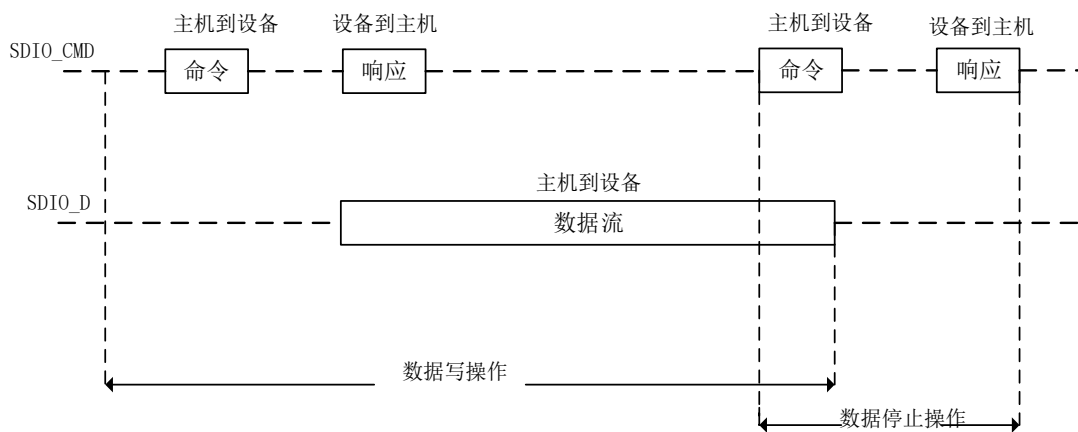 主机到设备
设备到主机
主机到设备
设备到主机
SDIO_CMD
命令
响应
命令
响应
主机到设备
SDIO_D
数据流
数据写操作
数据停止操作